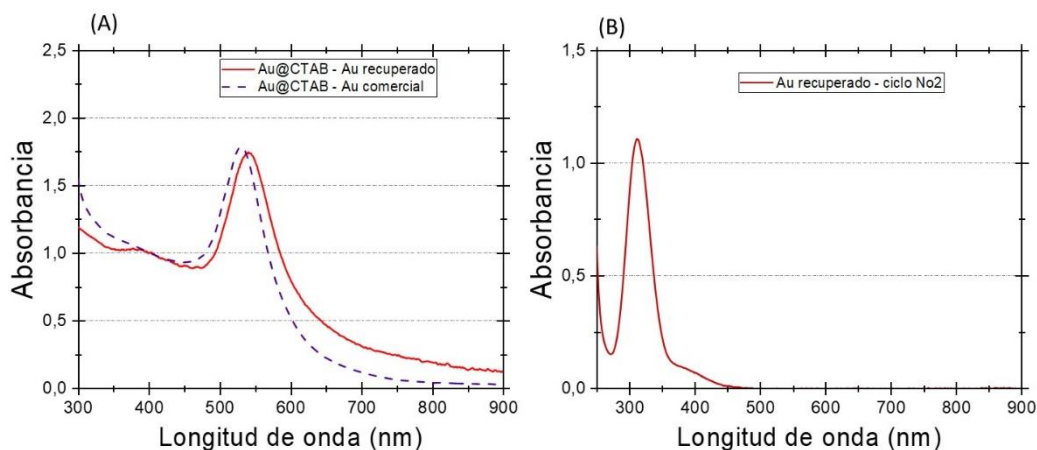 (A)
2,5
2,0
1,5
1,0
0,5
0,0
Absorbancia
Au@CTAB - Au recuperado
Au@CTAB - Au comercial
300 400 500 600 700 800 900
Longitud de onda (nm)
(B)
1,5
1,0
0,5
0,0
Absorbancia
Au recuperado - ciclo No2
300 400 500 600 700 800 900
Longitud de onda (nm)